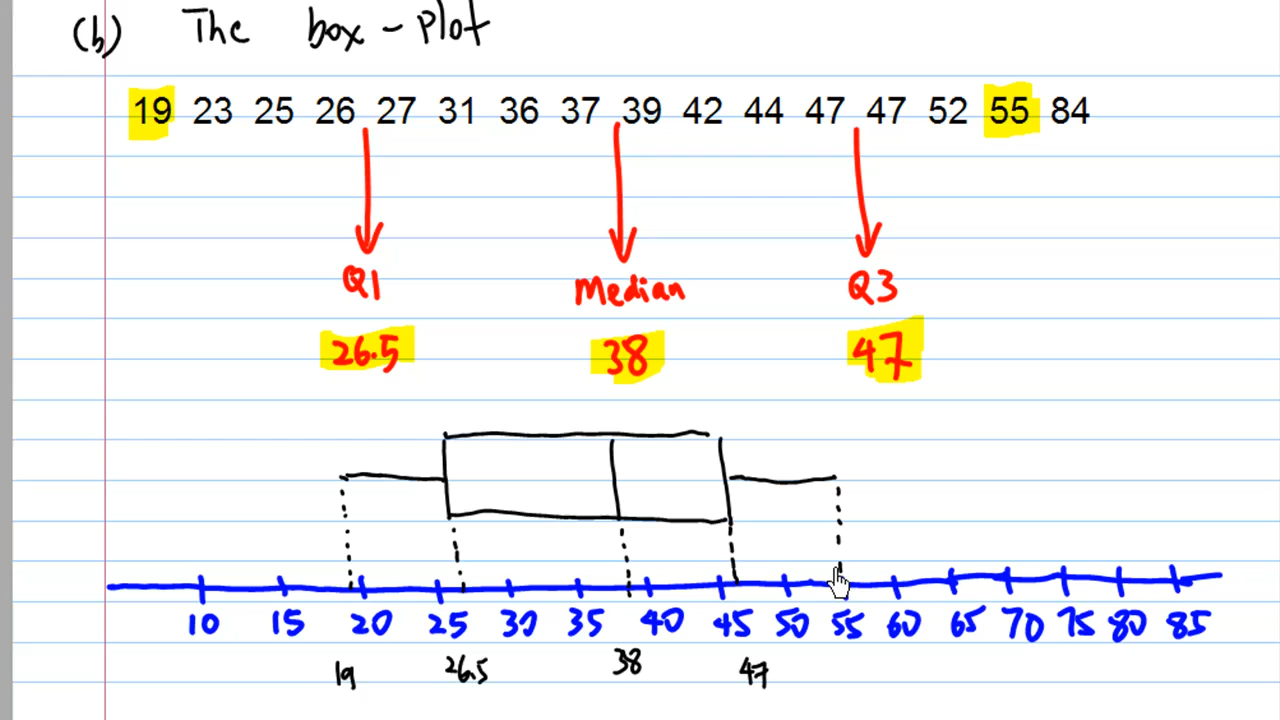 (b) The box-plot
19 23 25 26 27 31 36 37 39 42 44 47 47 52 55 84
Q1 Median Q3
26.5 38 47
10 15 20 25 30 35 40 45 50 55 60 65 70 75 80 85
19 26.5 38 47